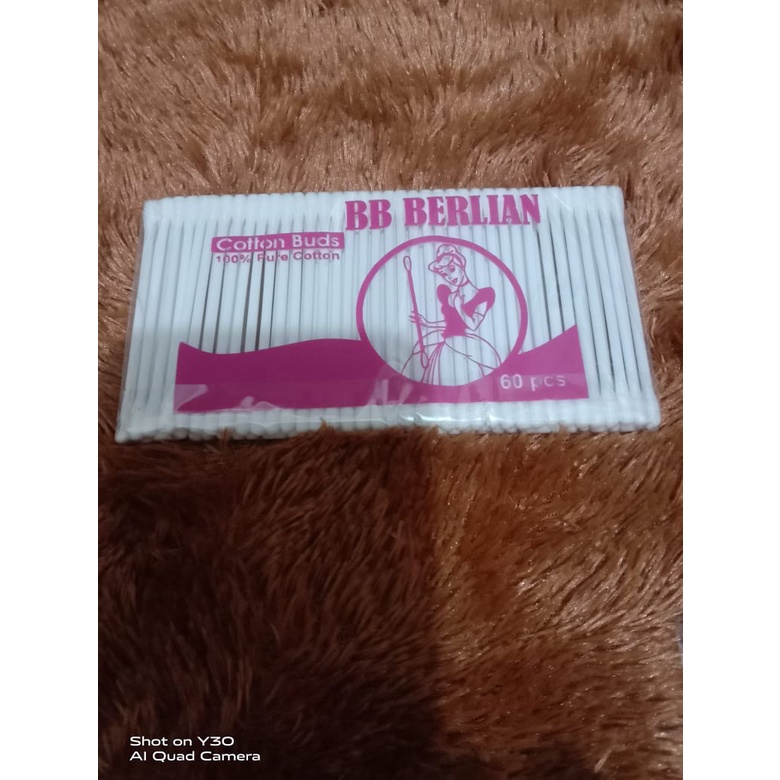 BB BERLIAN
Cotton Buds
100% Pure Cotton
60 pcs
Shot on Y30
AI Quad Camera